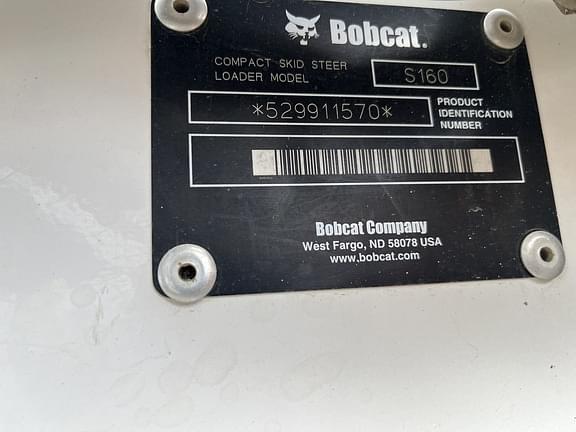 Bobcat.
COMPACT SKID STEER
LOADER MODEL
S160
*529911570*
PRODUCT
IDENTIFICATION
NUMBER
Bobcat Company
West Fargo, ND 58078 USA
www.bobcat.com